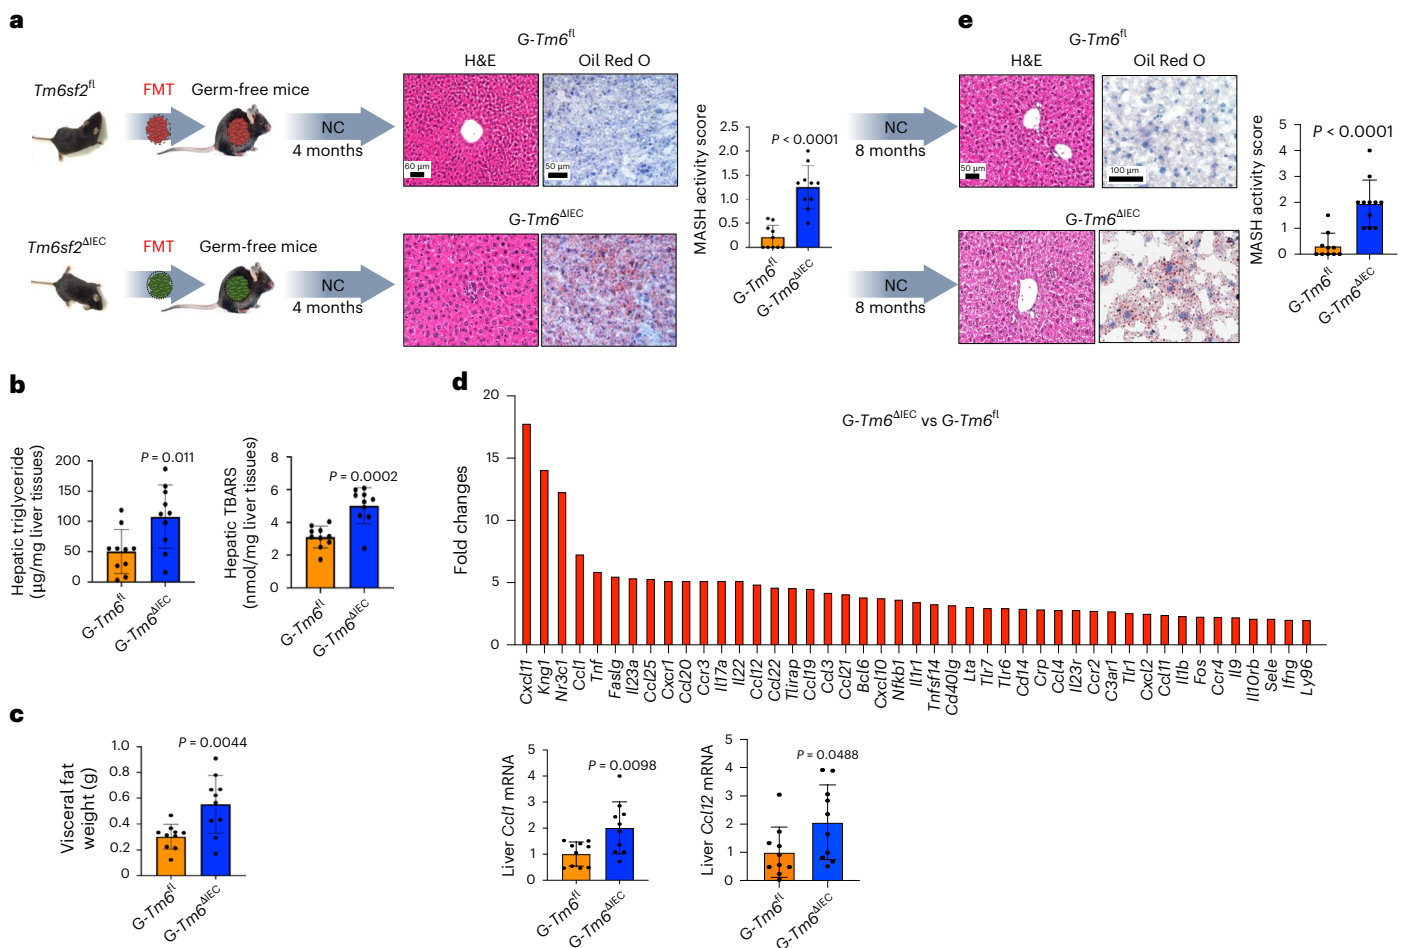 a
G-Tm6fl
H&E Oil Red O
Tm6sf2fl
FMT
Germ-free mice
NC
4 months
60 µm
50 µm
G-Tm6ΔIEC
Tm6sf2ΔIEC
FMT
Germ-free mice
NC
4 months
MASH activity score
2.5
2.0
1.5
1.0
0.5
0
P < 0.0001
G-Tm6fl
G-Tm6ΔIEC
NC
8 months
NC
8 months
e
G-Tm6fl
H&E Oil Red O
50 µm
100 µm
G-Tm6ΔIEC
MASH activity score
5
4
3
2
1
0
P < 0.0001
G-Tm6fl
G-Tm6ΔIEC
b
Hepatic triglyceride
(µg/mg liver tissues)
200
150
100
50
0
P = 0.011
G-Tm6fl
G-Tm6ΔIEC
Hepatic TBARS
(nmol/mg liver tissues)
8
6
4
2
0
P = 0.0002
G-Tm6fl
G-Tm6ΔIEC
c
Visceral fat
weight (g)
1.0
0.8
0.6
0.4
0.2
0
P = 0.0044
G-Tm6fl
G-Tm6ΔIEC
d
Fold changes
20
15
10
5
0
G-Tm6ΔIEC vs G-Tm6fl
Cxcl11
Kng1
Nr3c1
Ccl1
Tnf
Faslg
Il23a
Ccl25
Cxcr1
Ccl20
Ccr3
Il17a
Il22
Ccl12
Ccl22
Tlirap
Ccl19
Ccl3
Ccl21
Bcl6
Cxcl10
Nfkb1
Il1r1
Tnfsf14
Cd40lg
Lta
Tlr7
Tlr6
Cd14
Crp
Ccl4
Il23r
Ccr2
C3ar1
Tlr1
Cxcl2
Ccl11
Il1b
Fos
Ccr4
Il9
Il10rb
Sele
Ifng
Ly96
Liver Ccl1 mRNA
5
4
3
2
1
0
P = 0.0098
G-Tm6fl
G-Tm6ΔIEC
Liver Ccl12 mRNA
5
4
3
2
1
0
P = 0.0488
G-Tm6fl
G-Tm6ΔIEC